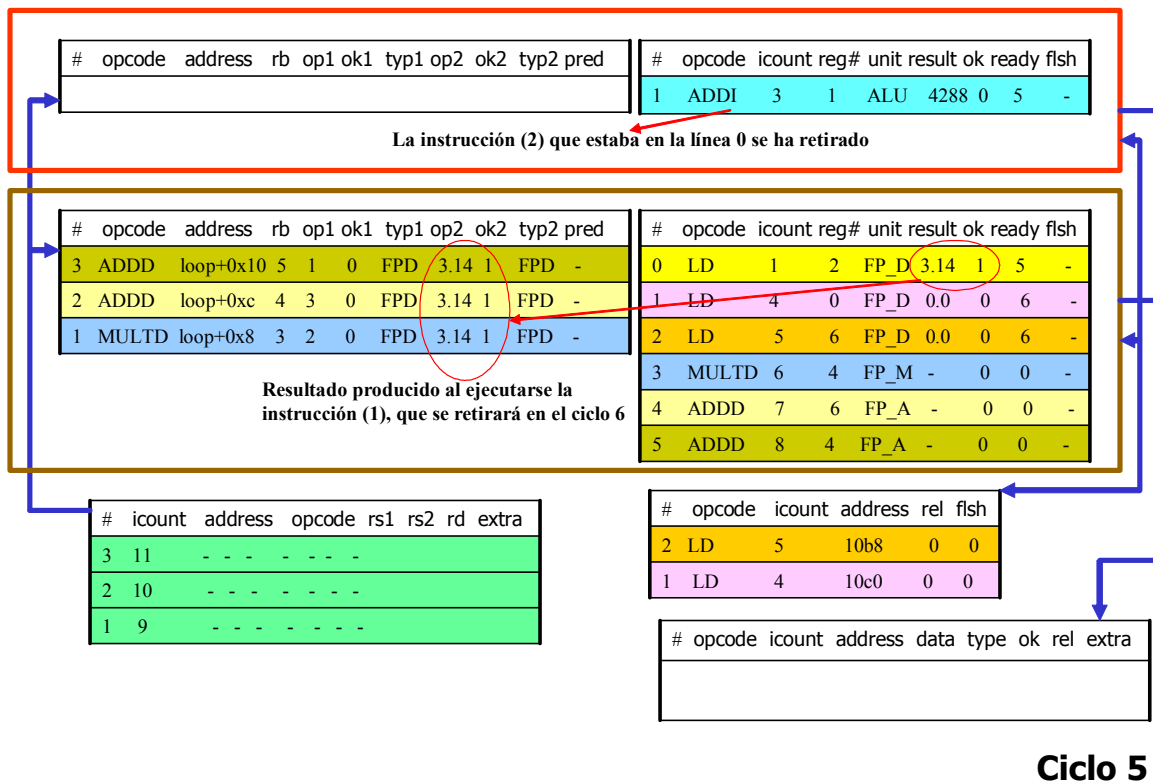 # opcode address rb op1 ok1 typ1 op2 ok2 typ2 pred
# opcode icount reg# unit result ok ready flsh
1 ADDI 3 1 ALU 4288 0 5 -
La instrucción (2) que estaba en la línea 0 se ha retirado
# opcode address rb op1 ok1 typ1 op2 ok2 typ2 pred
3 ADDD loop+0x10 5 1 0 FPD 3.14 1 FPD -
2 ADDD loop+0xc 4 3 0 FPD 3.14 1 FPD -
1 MULTD loop+0x8 3 2 0 FPD 3.14 1 FPD -
Resultado producido al ejecutarse la
instrucción (1), que se retirará en el ciclo 6
# opcode icount reg# unit result ok ready flsh
0 LD 1 2 FP_D 3.14 1 5 -
1 LD 4 0 FP_D 0.0 0 6 -
2 LD 5 6 FP_D 0.0 0 6 -
3 MULTD 6 4 FP_M - 0 0 -
4 ADDD 7 6 FP_A - 0 0 -
5 ADDD 8 4 FP_A - 0 0 -
# icount address opcode rs1 rs2 rd extra
3 11 - - - - - - -
2 10 - - - - - - -
1 9 - - - - - - -
# opcode icount address rel flsh
2 LD 5 10b8 0 0
1 LD 4 10c0 0 0
# opcode icount address data type ok rel extra
Ciclo 5